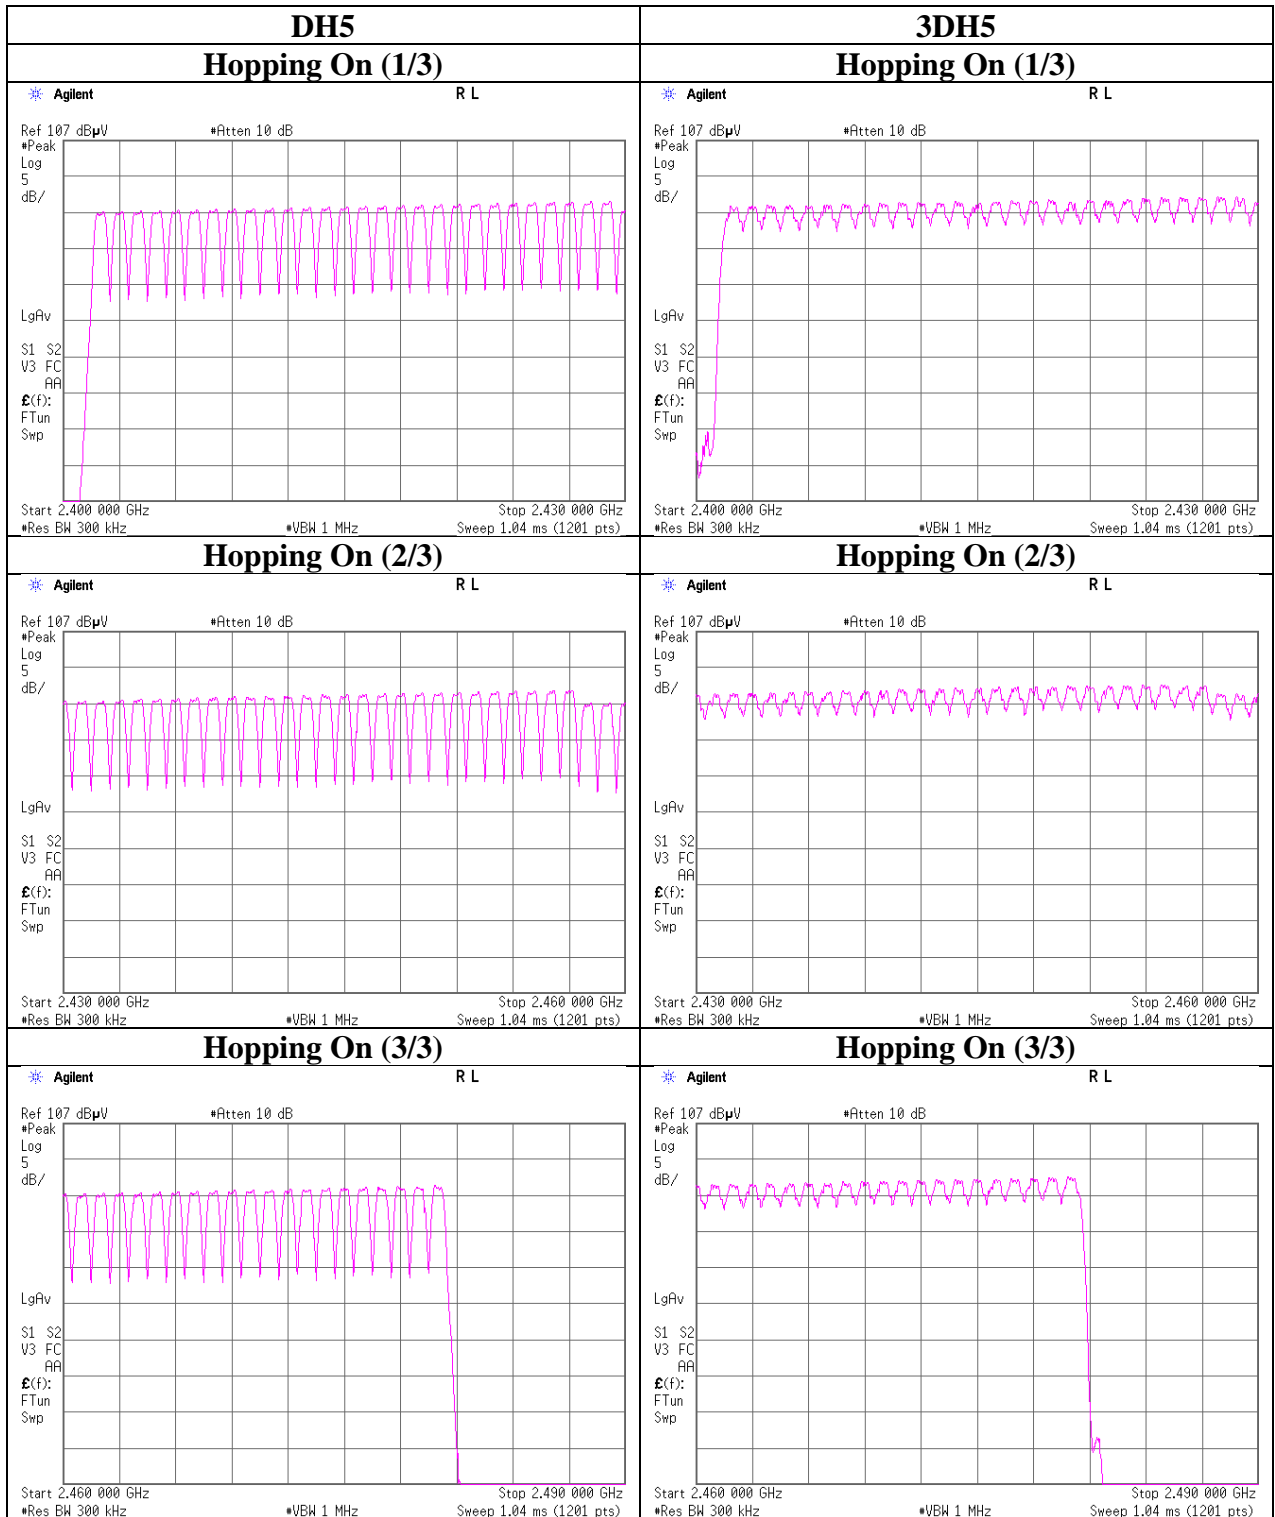 DH5 3DH5
Hopping On (1/3) Hopping On (1/3)
Agilent R L Agilent R L
Ref 107 dBµV #Atten 10 dB Ref 107 dBµV #Atten 10 dB
#Peak #Peak
Log Log
5 5
dB/ dB/
LgAv LgAv
S1 S2 S1 S2
V3 FC V3 FC
AA AA
£(f): £(f):
FTun FTun
Swp Swp
Start 2.400 000 GHz Stop 2.430 000 GHz Start 2.400 000 GHz Stop 2.430 000 GHz
#Res BW 300 kHz #VBW 1 MHz Sweep 1.04 ms (1201 pts) #Res BW 300 kHz #VBW 1 MHz Sweep 1.04 ms (1201 pts)
Hopping On (2/3) Hopping On (2/3)
Agilent R L Agilent R L
Ref 107 dBµV #Atten 10 dB Ref 107 dBµV #Atten 10 dB
#Peak #Peak
Log Log
5 5
dB/ dB/
LgAv LgAv
S1 S2 S1 S2
V3 FC V3 FC
AA AA
£(f): £(f):
FTun FTun
Swp Swp
Start 2.430 000 GHz Stop 2.460 000 GHz Start 2.430 000 GHz Stop 2.460 000 GHz
#Res BW 300 kHz #VBW 1 MHz Sweep 1.04 ms (1201 pts) #Res BW 300 kHz #VBW 1 MHz Sweep 1.04 ms (1201 pts)
Hopping On (3/3) Hopping On (3/3)
Agilent R L Agilent R L
Ref 107 dBµV #Atten 10 dB Ref 107 dBµV #Atten 10 dB
#Peak #Peak
Log Log
5 5
dB/ dB/
LgAv LgAv
S1 S2 S1 S2
V3 FC V3 FC
AA AA
£(f): £(f):
FTun FTun
Swp Swp
Start 2.460 000 GHz Stop 2.490 000 GHz Start 2.460 000 GHz Stop 2.490 000 GHz
#Res BW 300 kHz #VBW 1 MHz Sweep 1.04 ms (1201 pts) #Res BW 300 kHz #VBW 1 MHz Sweep 1.04 ms (1201 pts)